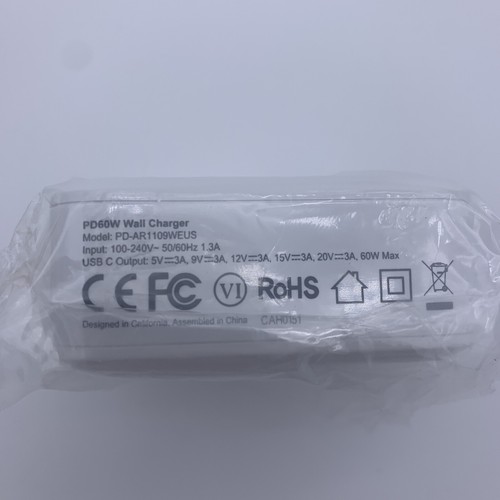 PD60W Wall Charger
Model: PD-AR1109WEUS
Input: 100-240V~ 50/60Hz 1.3A
USB C Output: 5V⎓3A, 9V⎓3A, 12V⎓3A, 15V⎓3A, 20V⎓3A, 60W Max
CE FC VI RoHS
Designed in California, Assembled in China CAH0151